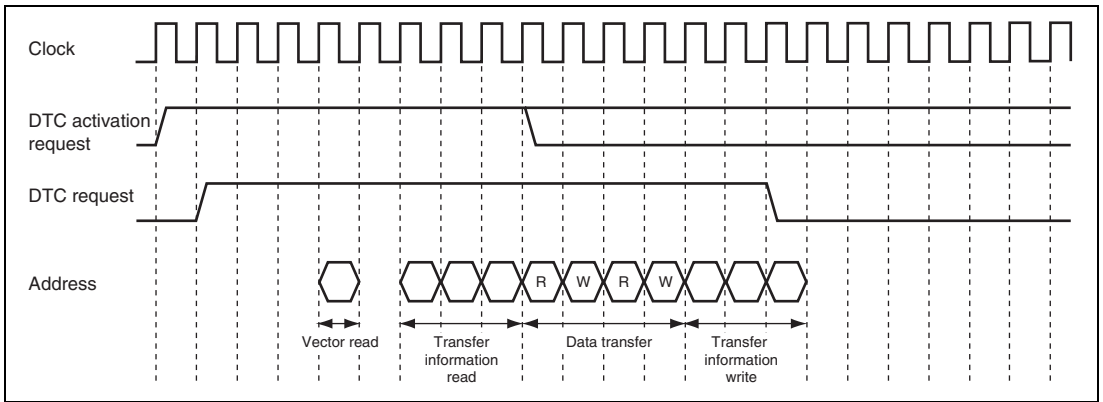 Clock
DTC activation
request
DTC request
Address
R W R W
Vector read
Transfer
information
read
Data transfer
Transfer
information
write